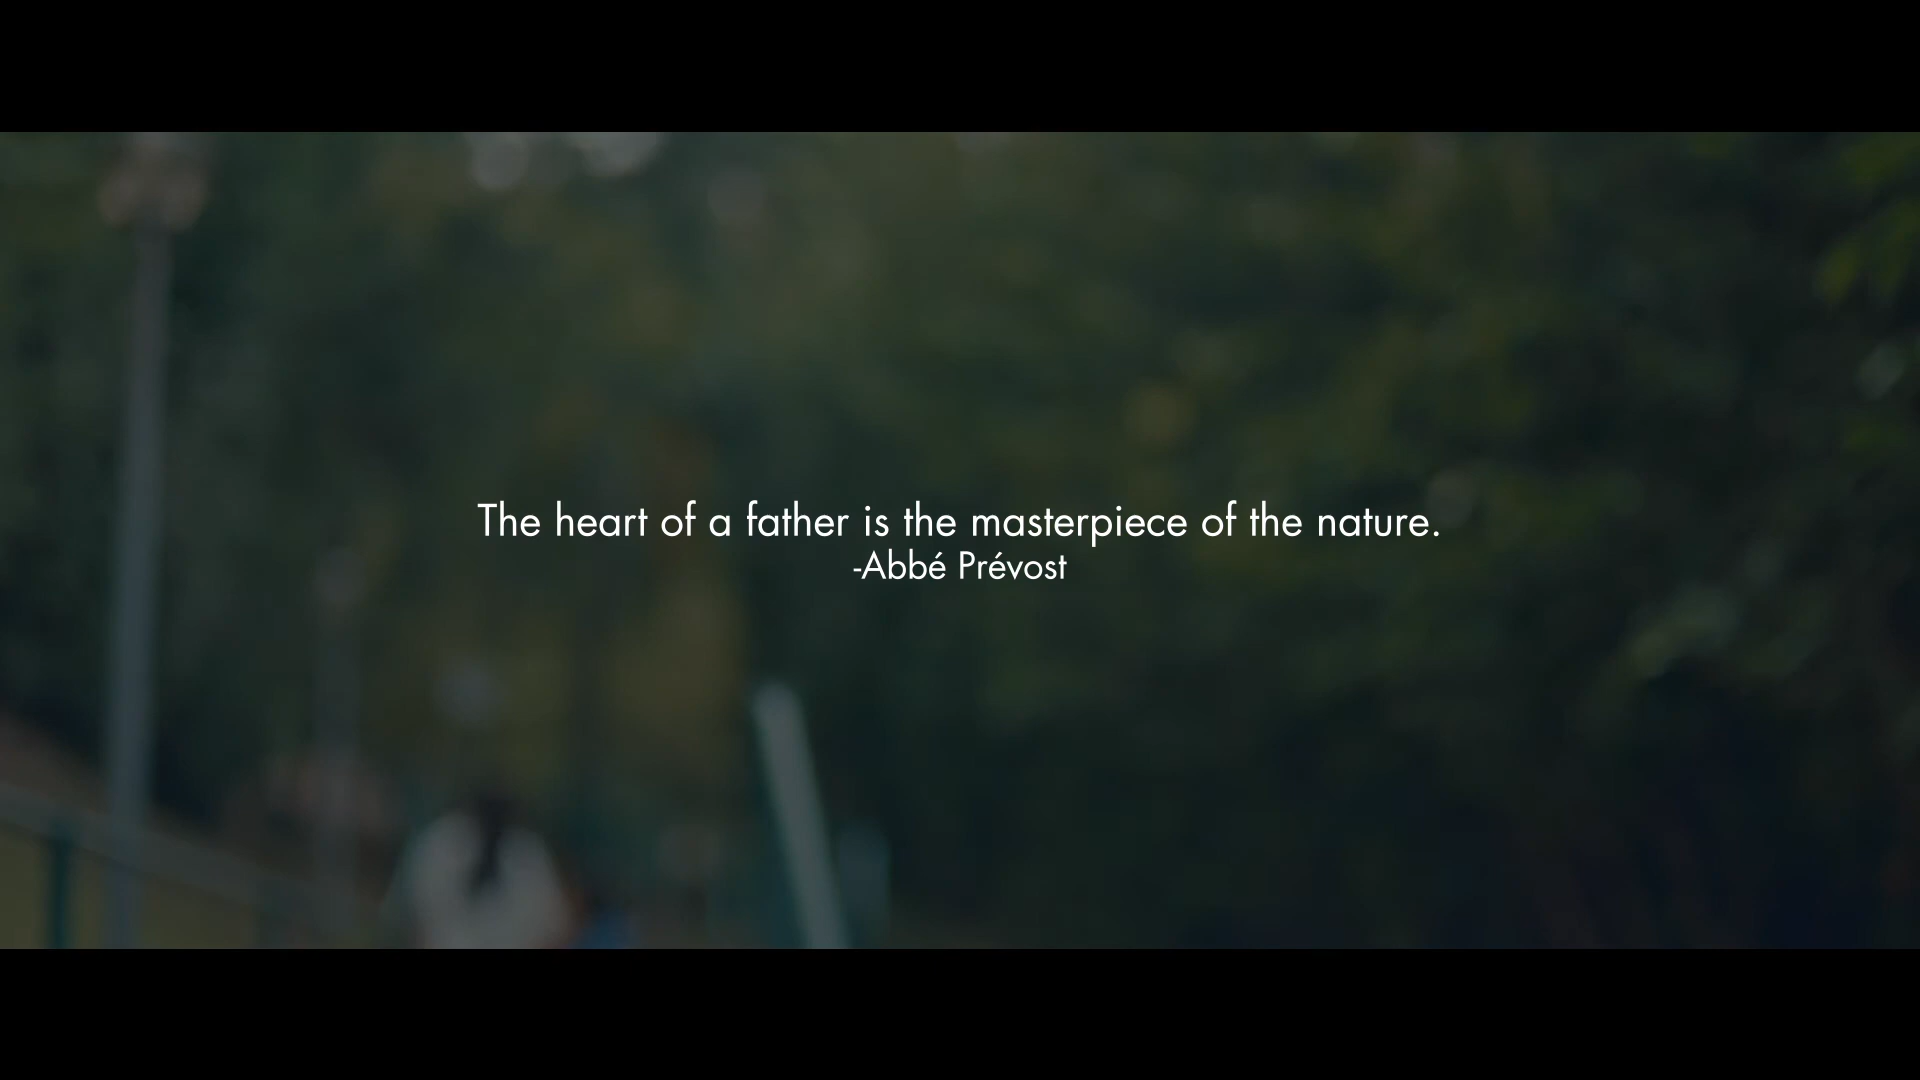 The heart of a father is the masterpiece of the nature.
-Abbé Prévost